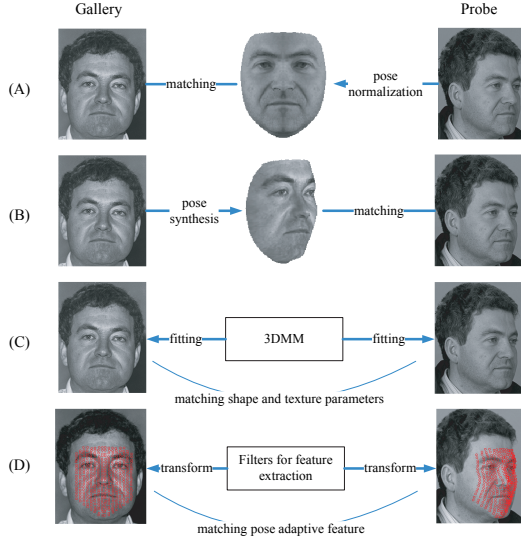 Gallery
Probe
(A)
matching
pose
normalization
(B)
pose
synthesis
matching
(C)
fitting
3DMM
fitting
matching shape and texture parameters
(D)
transform
Filters for feature
extraction
transform
matching pose adaptive feature